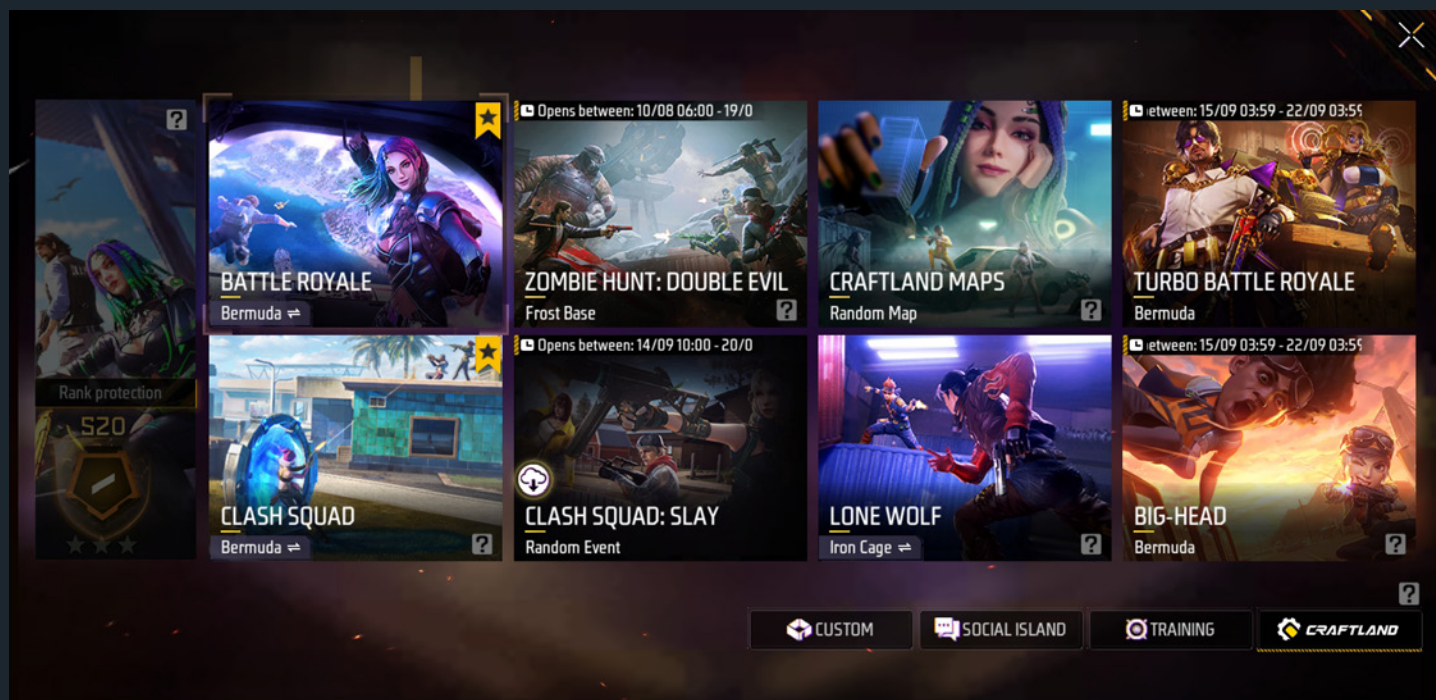 Rank protection
S20
BATTLE ROYALE
Bermuda
Opens between: 10/08 06:00 - 19/0
ZOMBIE HUNT: DOUBLE EVIL
Frost Base
?
CRAFTLAND MAPS
Random Map
?
etween: 15/09 03:59 - 22/09 03:59
TURBO BATTLE ROYALE
Bermuda
?
CLASH SQUAD
Bermuda
?
Opens between: 14/09 10:00 - 20/0
CLASH SQUAD: SLAY
Random Event
LONE WOLF
Iron Cage
?
etween: 15/09 03:59 - 22/09 03:59
BIG-HEAD
Bermuda
?
?
CUSTOM
SOCIAL ISLAND
TRAINING
CRAFTLAND